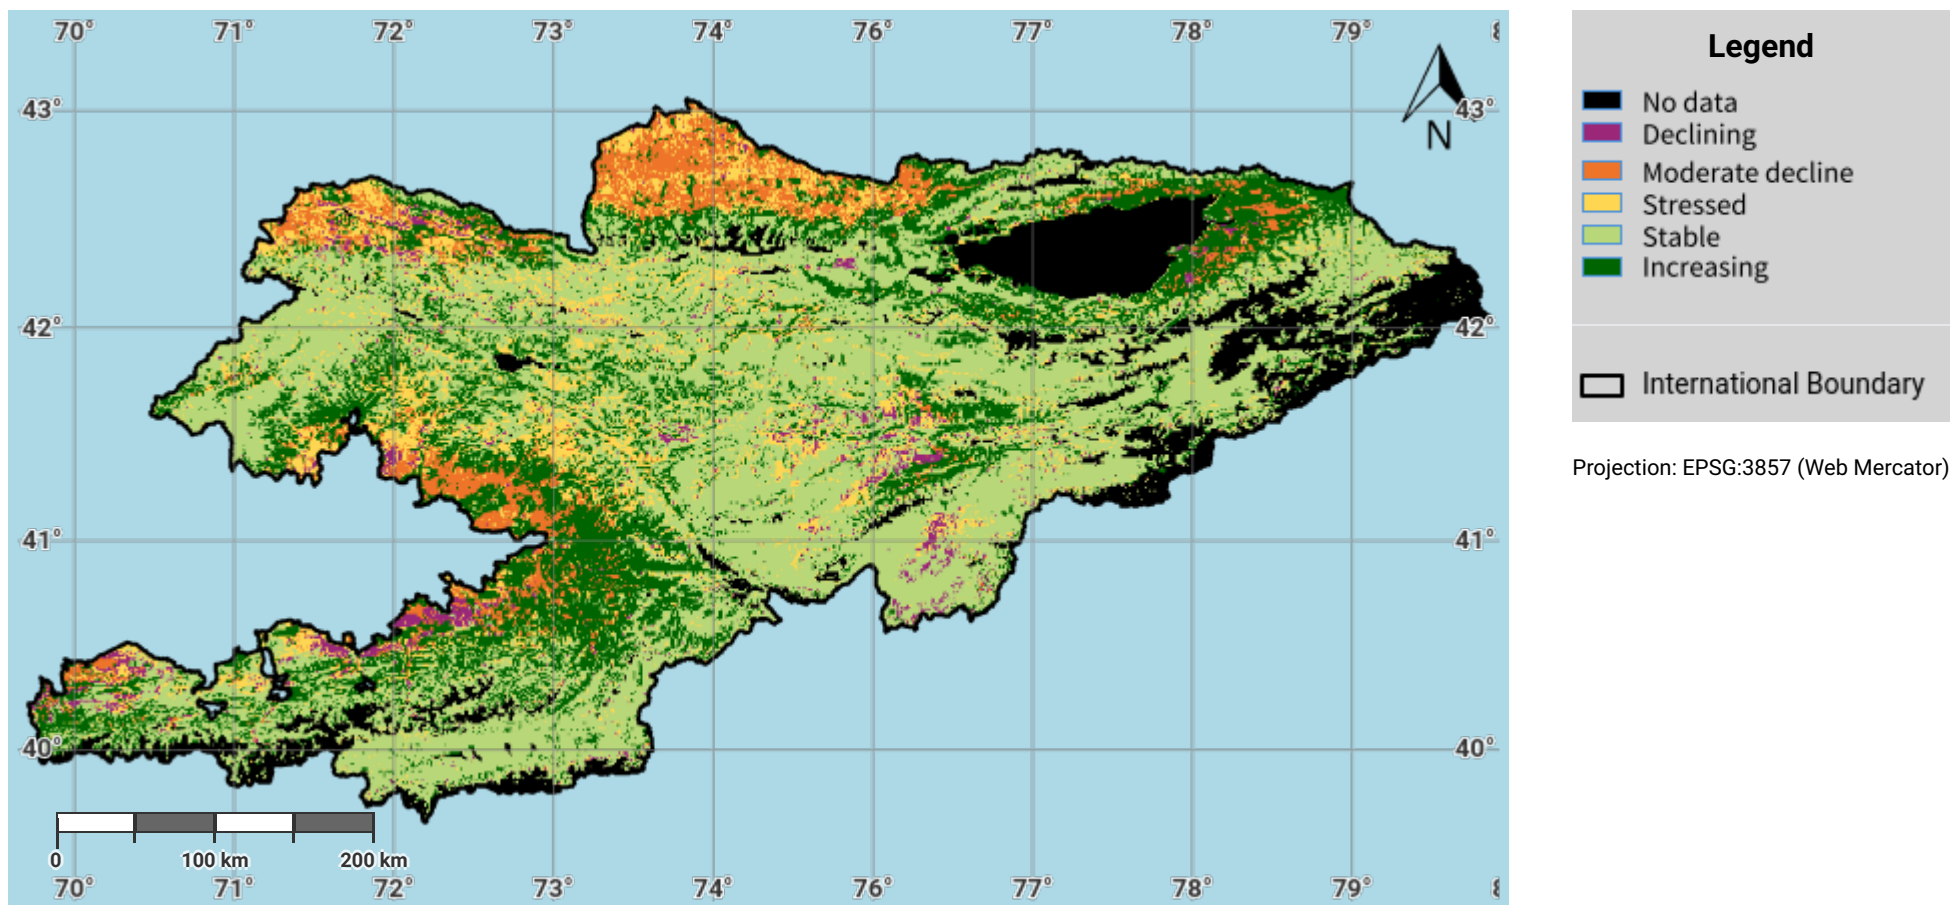 70° 71° 72° 73° 74° 76° 77° 78° 79° 8
43° 43°
N
42° 42°
41° 41°
40° 40°
0 100 km 200 km
70° 71° 72° 73° 74° 76° 77° 78° 79° 8
Legend
No data
Declining
Moderate decline
Stressed
Stable
Increasing
International Boundary
Projection: EPSG:3857 (Web Mercator)